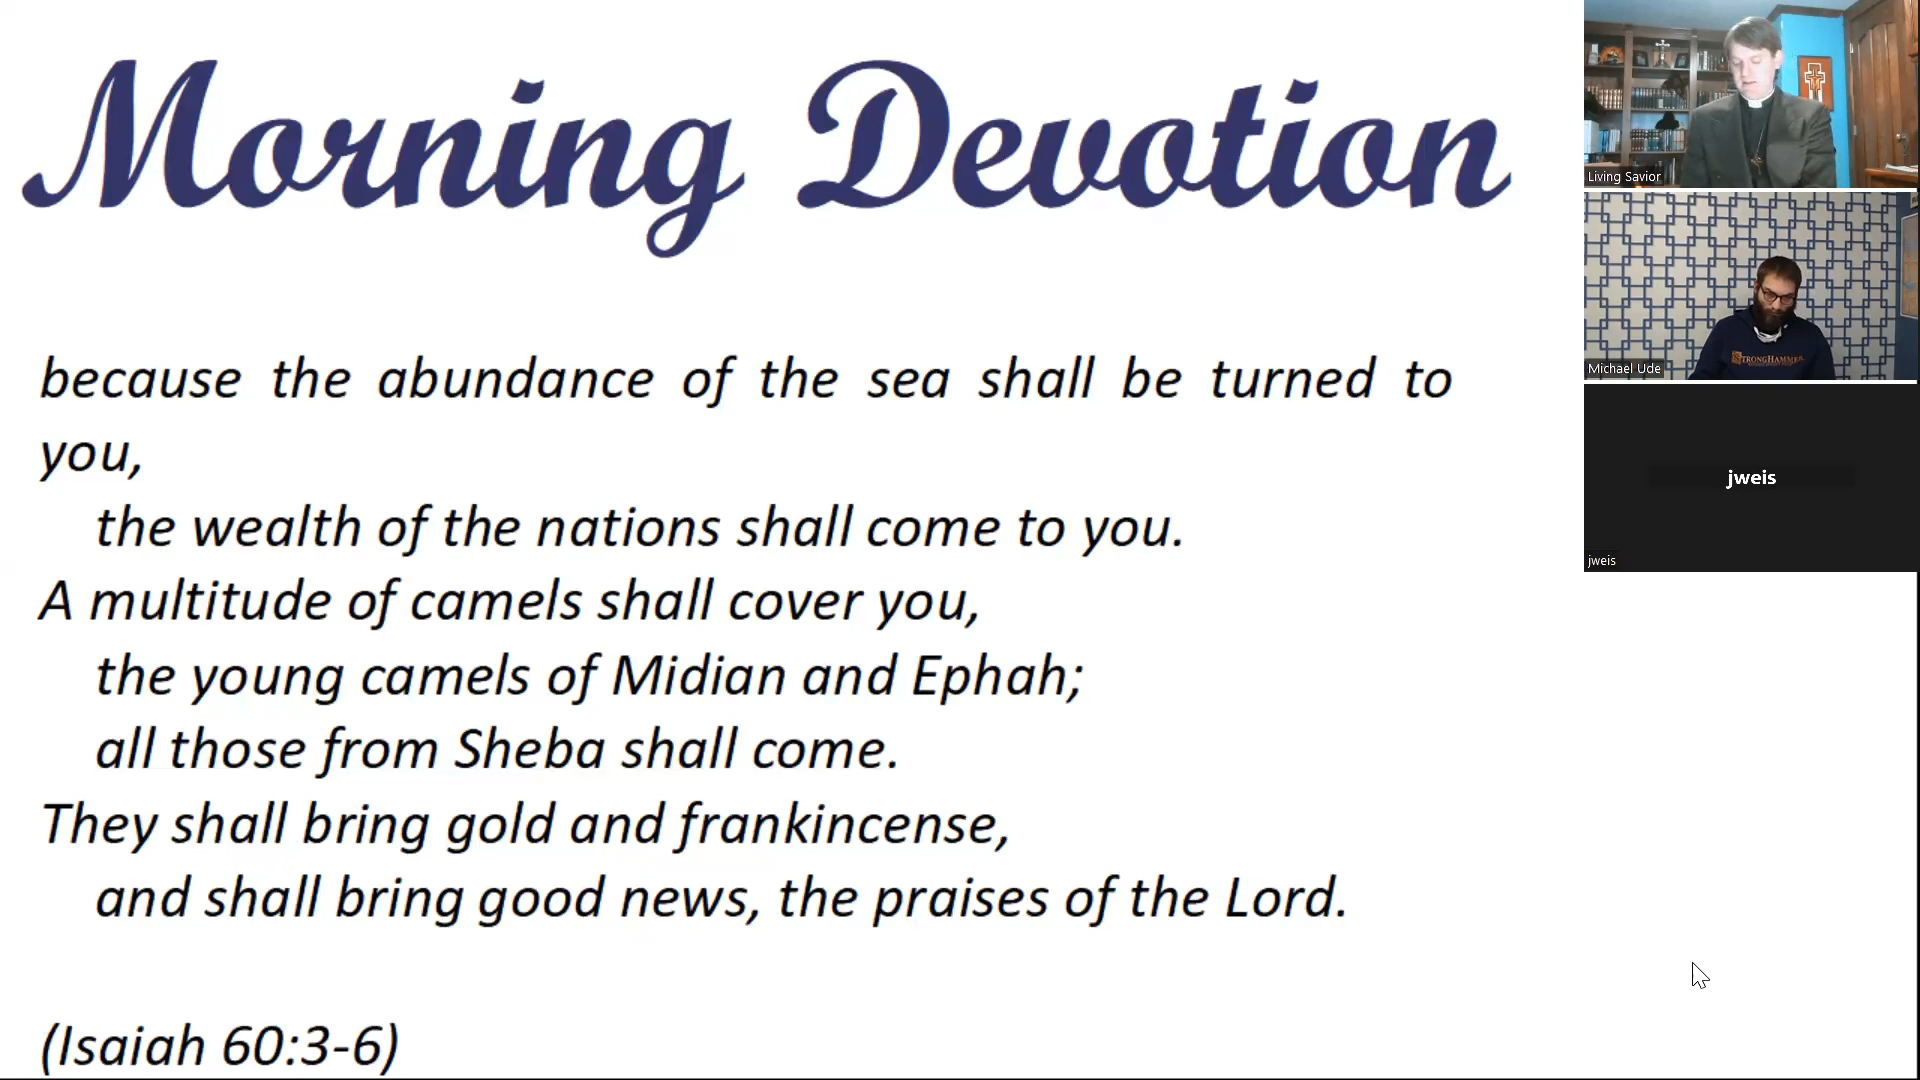 Morning Devotion
because the abundance of the sea shall be turned to
you,
the wealth of the nations shall come to you.
A multitude of camels shall cover you,
the young camels of Midian and Ephah;
all those from Sheba shall come.
They shall bring gold and frankincense,
and shall bring good news, the praises of the Lord.
(Isaiah 60:3-6)
Living Savior
STRONGHAMMER
Michael Ude
jweis
jweis